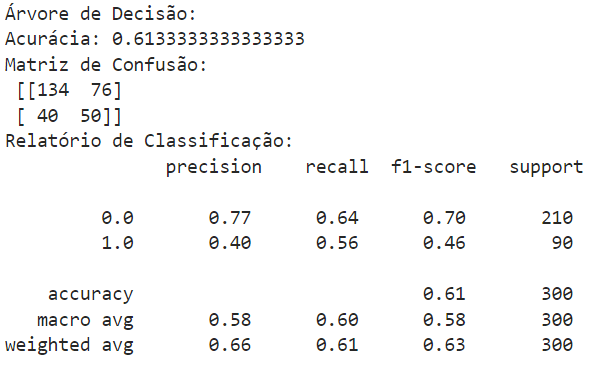 Árvore de Decisão:
Acurácia: 0.6133333333333333
Matriz de Confusão:
[[134 76]
[ 40 50]]
Relatório de Classificação:
precision recall f1-score support
0.0 0.77 0.64 0.70 210
1.0 0.40 0.56 0.46 90
accuracy 0.61 300
macro avg 0.58 0.60 0.58 300
weighted avg 0.66 0.61 0.63 300